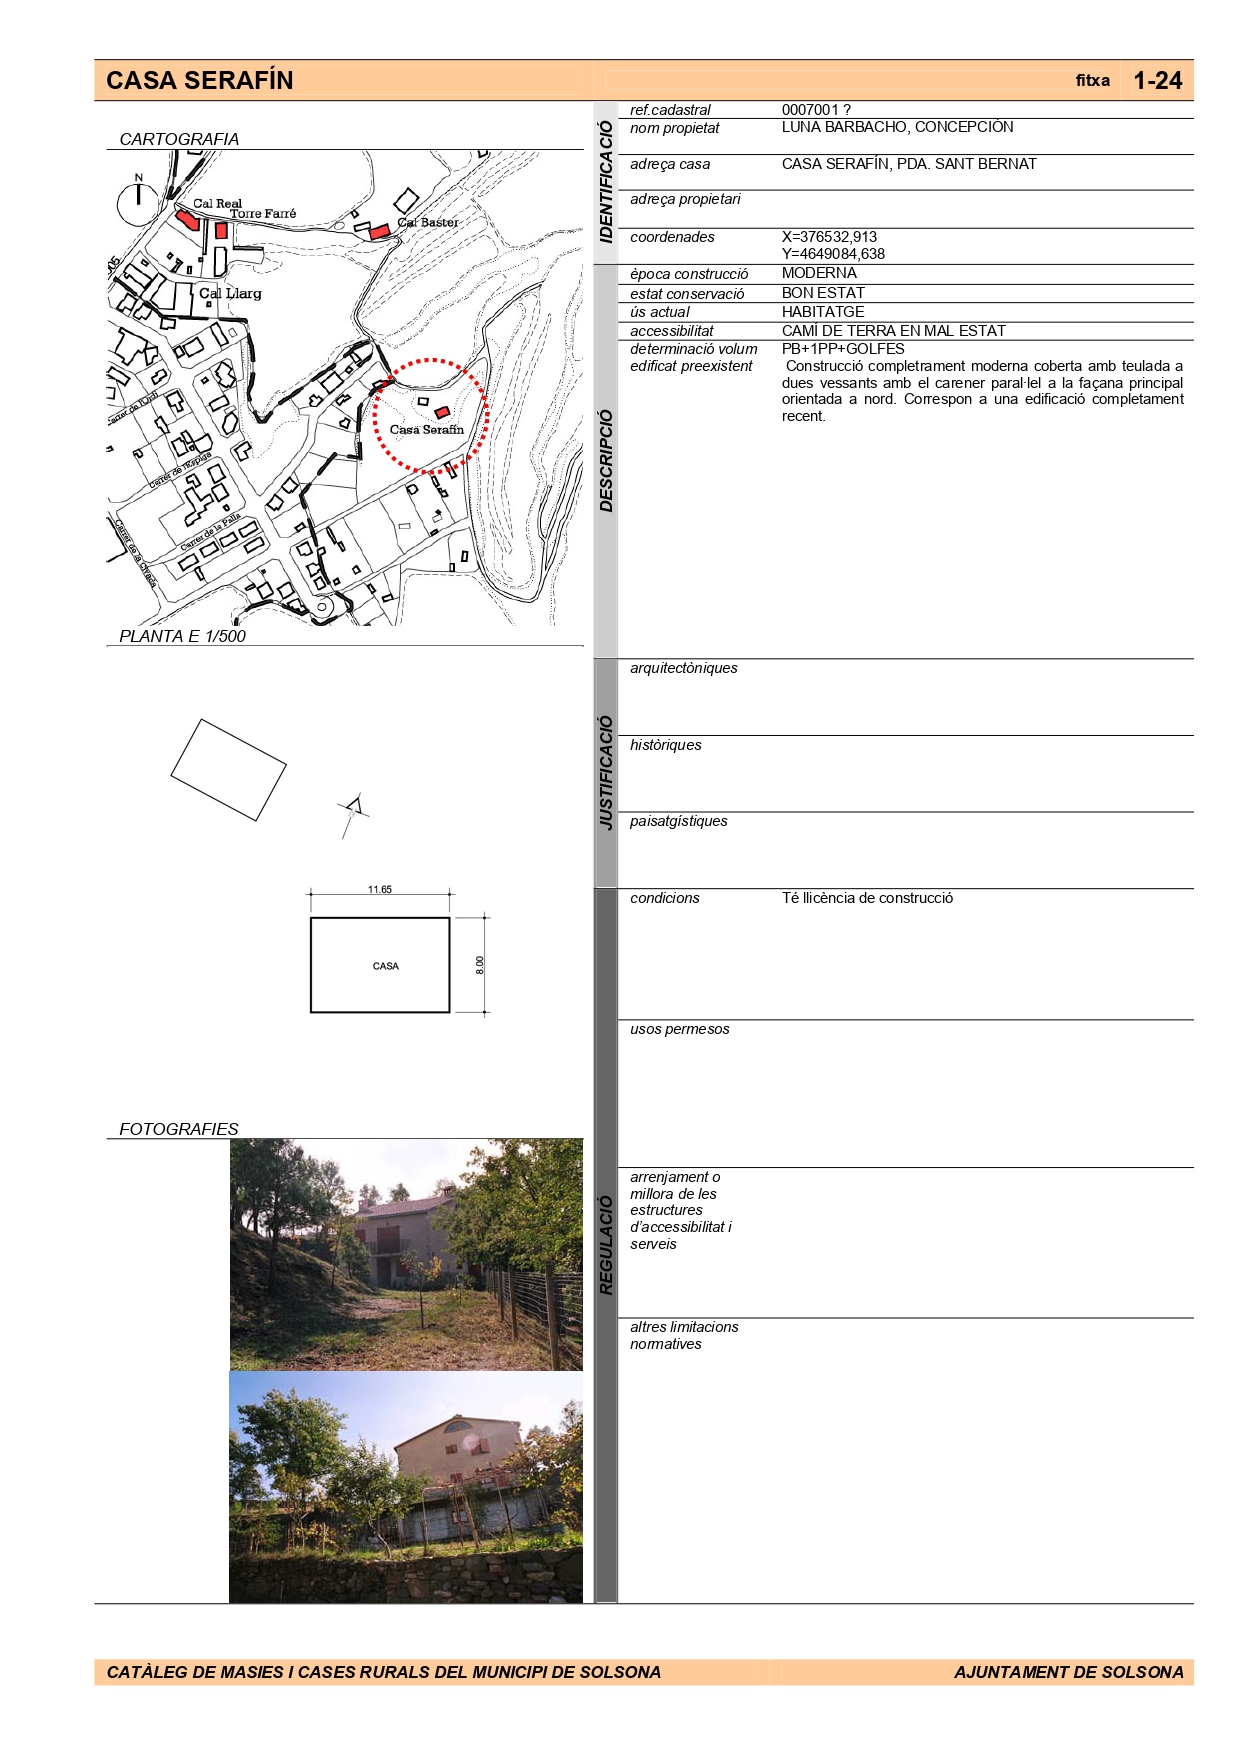 CASA SERAFÍN
fitxa 1-24
CARTOGRAFIA
N
Cal Real
Torre Farré
Cal Baster
Cal Llarg
Casa Serafín
Carrer de l'Espiga
Carrer de la Palla
Carrer de la Civada
PLANTA E 1/500
11.65
CASA
8.00
FOTOGRAFIES
IDENTIFICACIÓ
ref.cadastral 0007001 ?
nom propietat LUNA BARBACHO, CONCEPCIÓN
adreça casa CASA SERAFÍN, PDA. SANT BERNAT
adreça propietari
coordenades X=376532,913
Y=4649084,638
DESCRIPCIÓ
època construcció MODERNA
estat conservació BON ESTAT
ús actual HABITATGE
accessibilitat CAMÍ DE TERRA EN MAL ESTAT
determinació volum PB+1PP+GOLFES
edificat preexistent Construcció completrament moderna coberta amb teulada a
dues vessants amb el carener paral·lel a la façana principal
orientada a nord. Correspon a una edificació completament
recent.
JUSTIFICACIÓ
arquitectòniques
històriques
paisatgístiques
REGULACIÓ
condicions Té llicència de construcció
usos permesos
arrenjament o
millora de les
estructures
d'accessibilitat i
serveis
altres limitacions
normatives
CATÀLEG DE MASIES I CASES RURALS DEL MUNICIPI DE SOLSONA
AJUNTAMENT DE SOLSONA